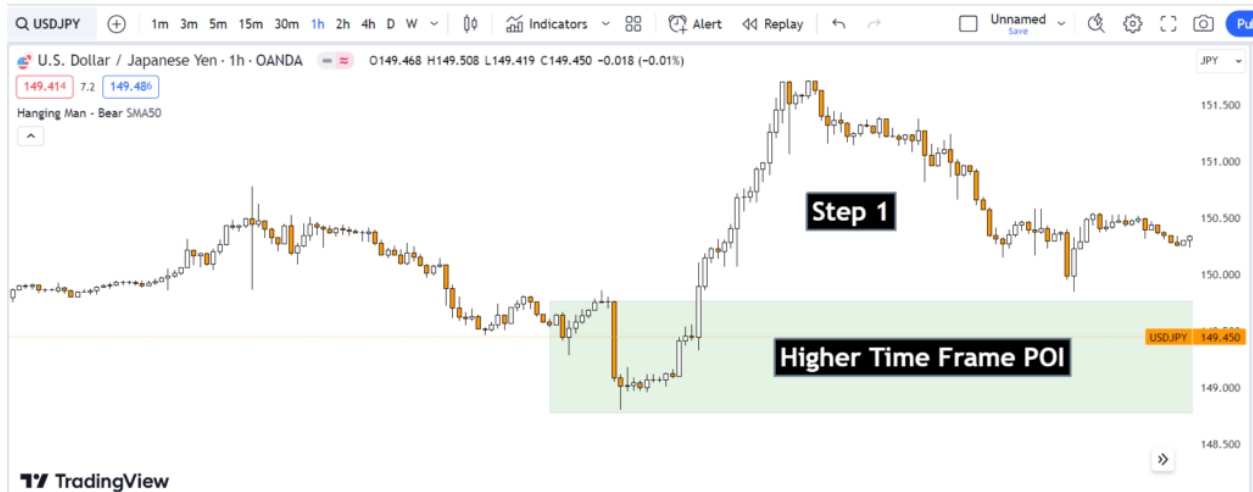 USDJPY 1m 3m 5m 15m 30m 1h 2h 4h D W Indicators Alert Replay Unnamed
Save
U.S. Dollar / Japanese Yen · 1h · OANDA O149.468 H149.508 L149.419 C149.450 −0.018 (−0.01%) JPY
149.414 7.2 149.486
151.500
Hanging Man - Bear SMA50
151.000
Step 1
150.500
150.000
USDJPY 149.450
Higher Time Frame POI
149.000
148.500
TradingView